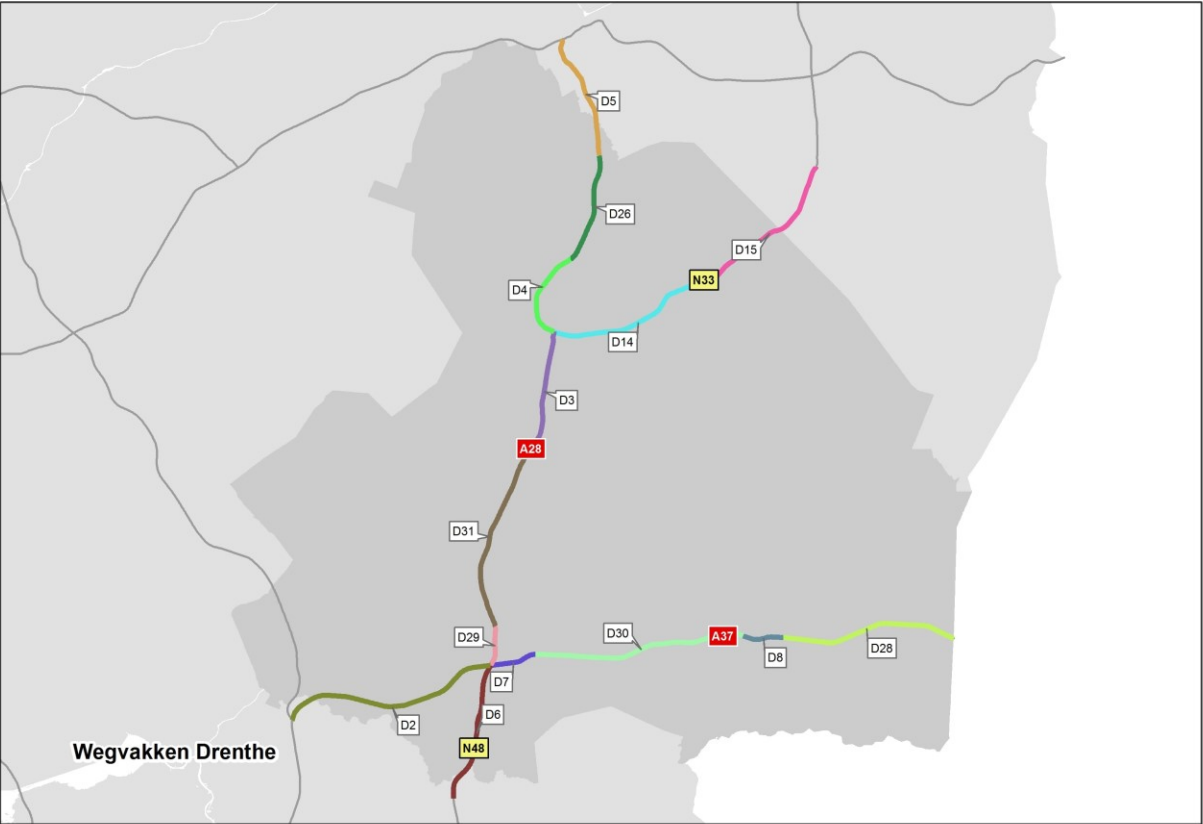 D5
D26
D15
N33
D4
D14
D3
A28
D31
D29
D30
A37
D8
D28
D7
D2
D6
N48
Wegvakken Drenthe